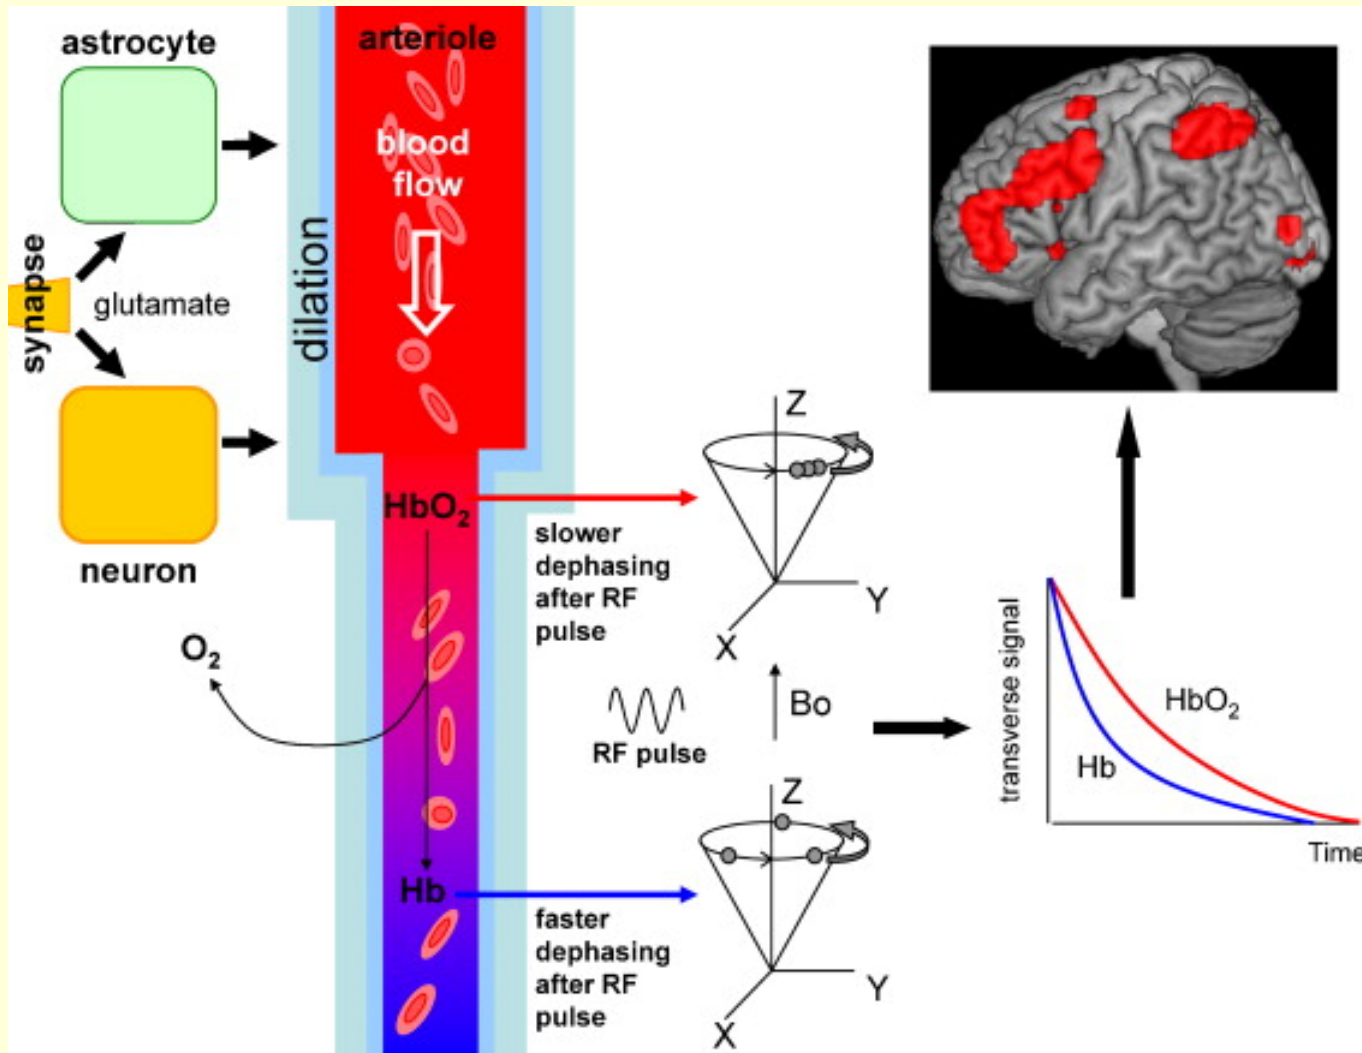 astrocyte
arteriole
blood
flow
dilation
synapse
glutamate
neuron
HbO₂
slower
dephasing
after RF
pulse
Z
Y
X
O₂
RF pulse
Bo
Hb
faster
dephasing
after RF
pulse
Z
Y
X
transverse signal
HbO₂
Hb
Time